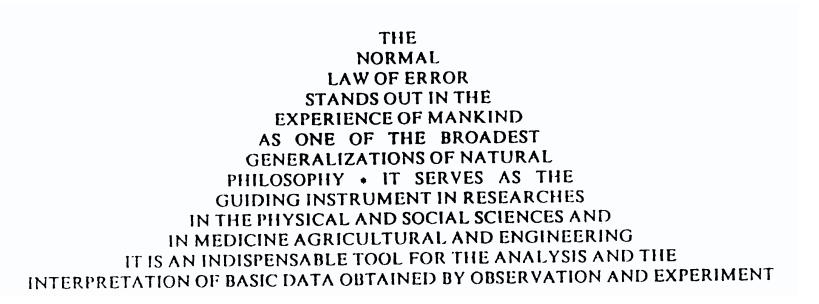 THE
NORMAL
LAW OF ERROR
STANDS OUT IN THE
EXPERIENCE OF MANKIND
AS ONE OF THE BROADEST
GENERALIZATIONS OF NATURAL
PHILOSOPHY • IT SERVES AS THE
GUIDING INSTRUMENT IN RESEARCHES
IN THE PHYSICAL AND SOCIAL SCIENCES AND
IN MEDICINE AGRICULTURAL AND ENGINEERING
IT IS AN INDISPENSABLE TOOL FOR THE ANALYSIS AND THE
INTERPRETATION OF BASIC DATA OBTAINED BY OBSERVATION AND EXPERIMENT